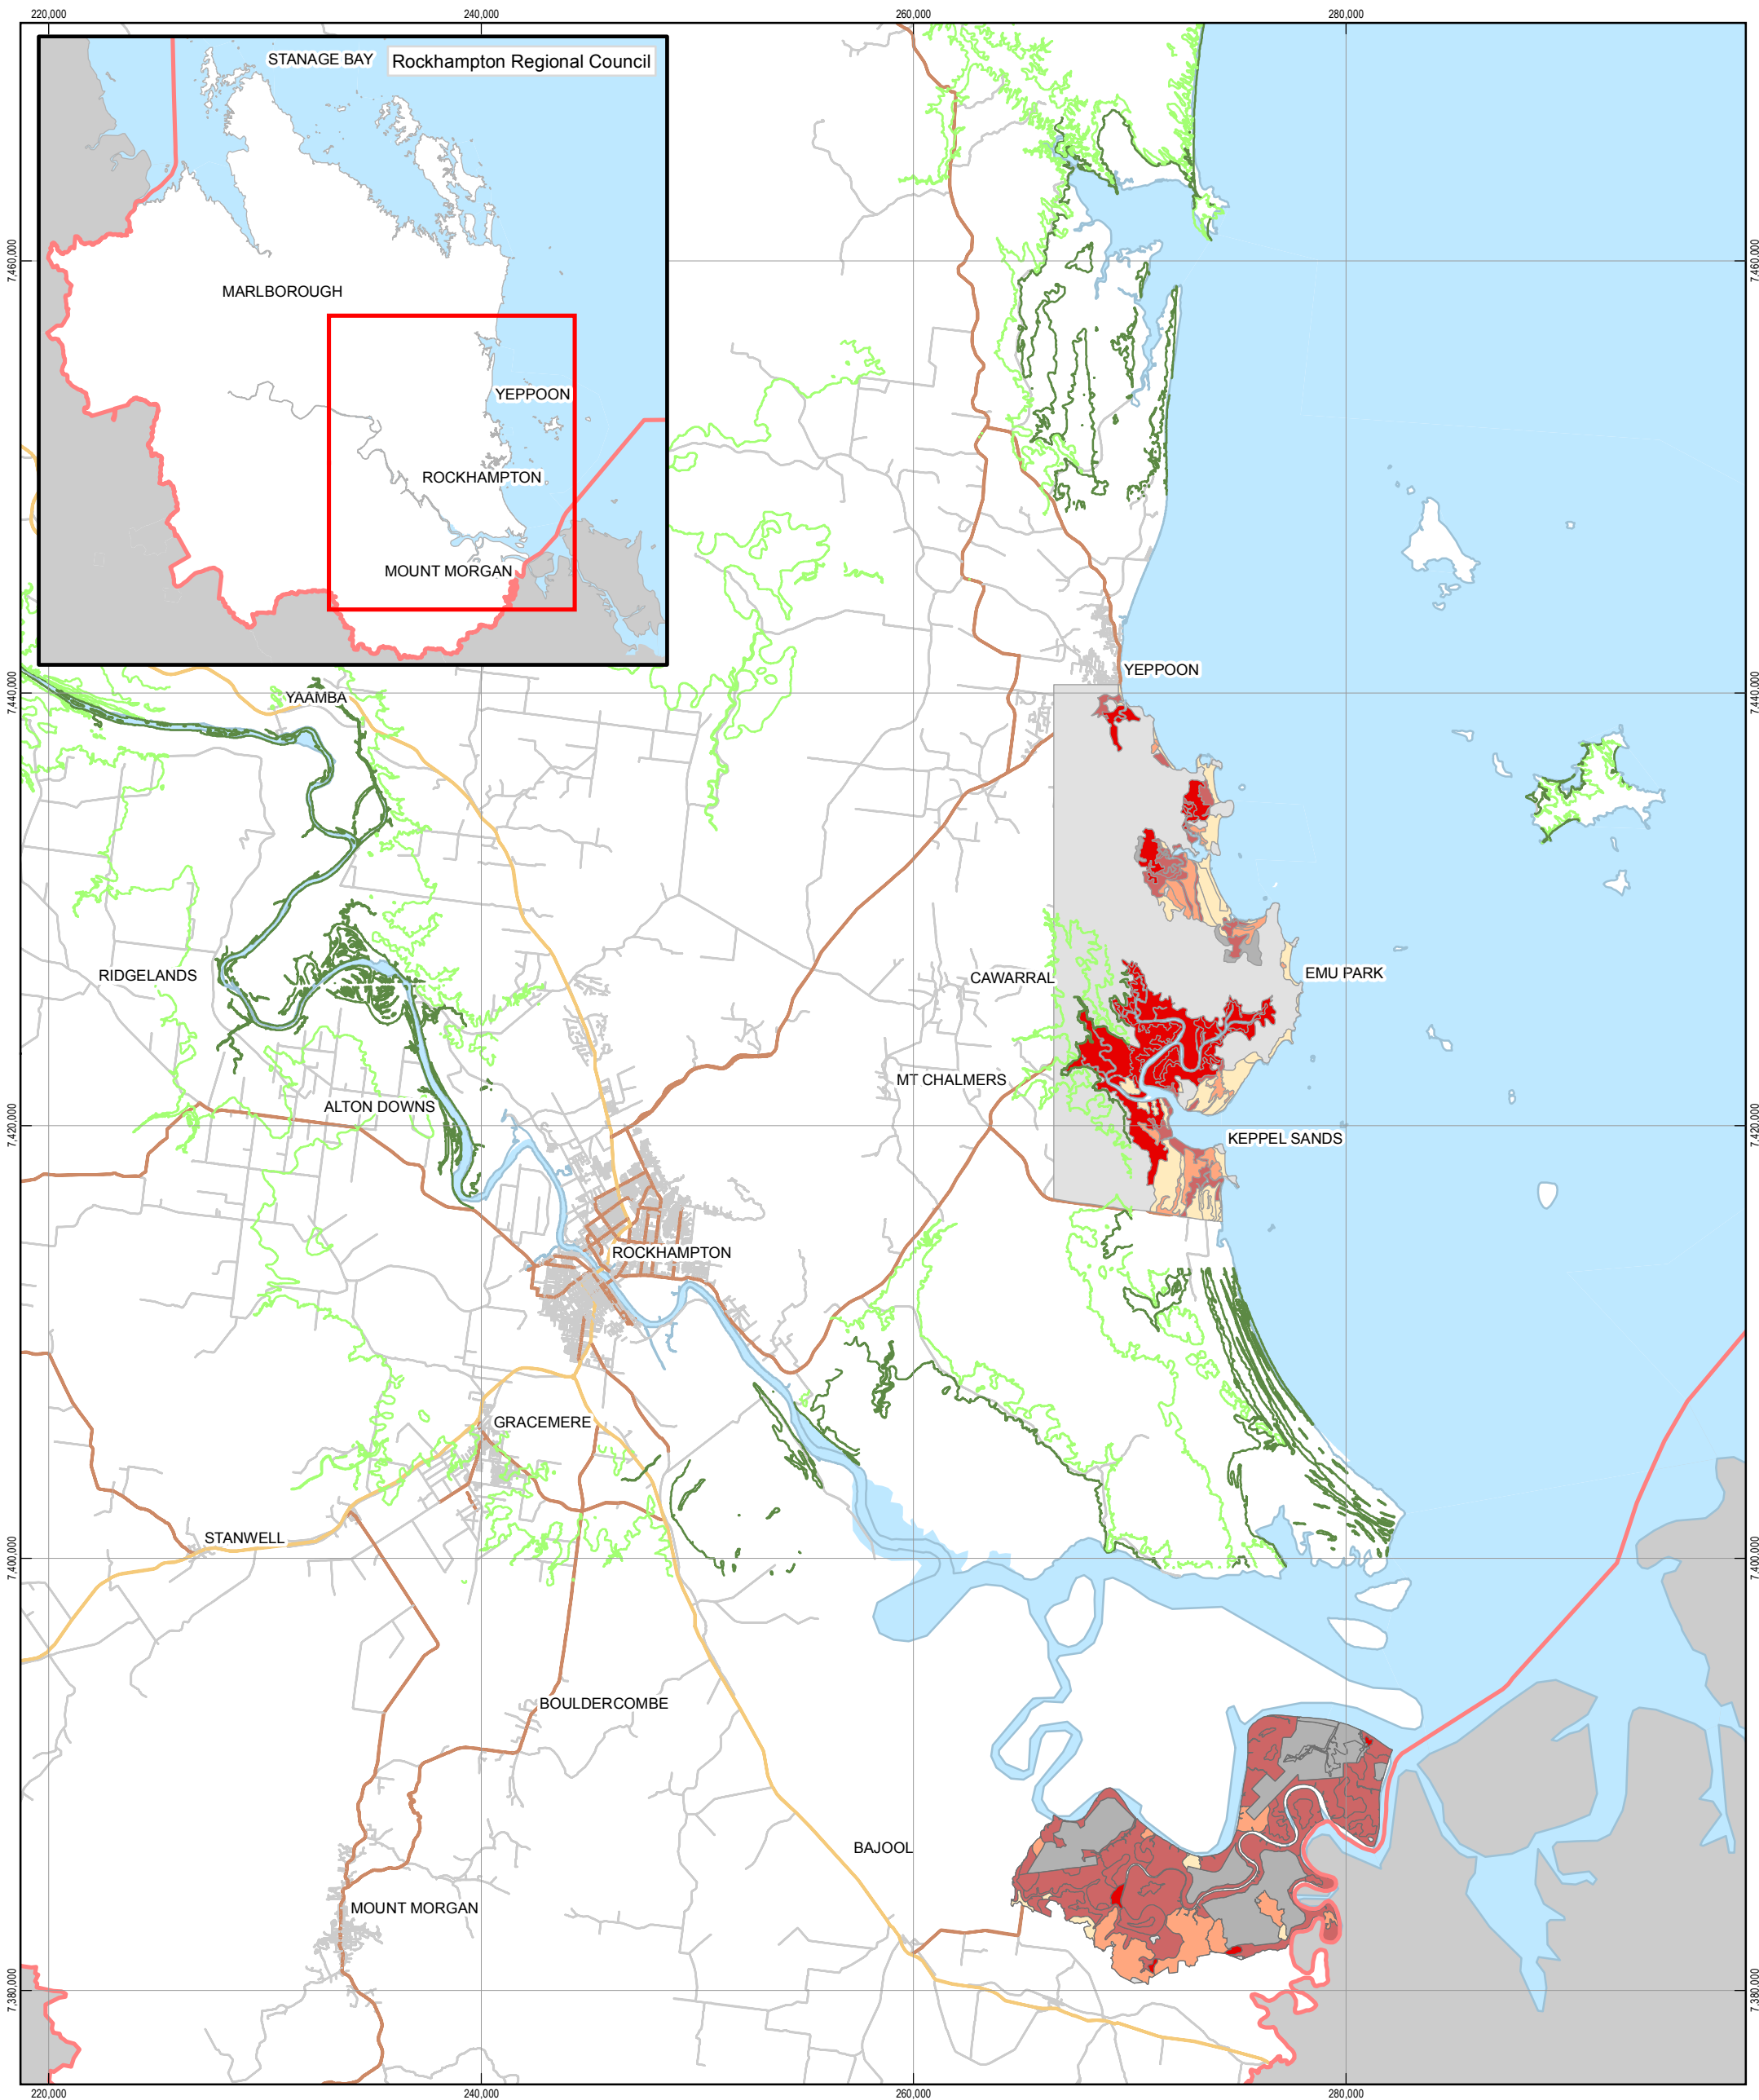 220,000
240,000
260,000
280,000
STANAGE BAY
Rockhampton Regional Council
MARLBOROUGH
YEPPOON
ROCKHAMPTON
MOUNT MORGAN
7,460,000
7,460,000
YEPPOON
7,440,000
YAAMBA
7,440,000
RIDGELANDS
CAWARRAL
EMU PARK
MT CHALMERS
ALTON DOWNS
7,420,000
7,420,000
KEPPEL SANDS
ROCKHAMPTON
GRACEMERE
STANWELL
7,400,000
7,400,000
BOULDERCOMBE
BAJOOL
MOUNT MORGAN
7,380,000
7,380,000
220,000
240,000
260,000
280,000